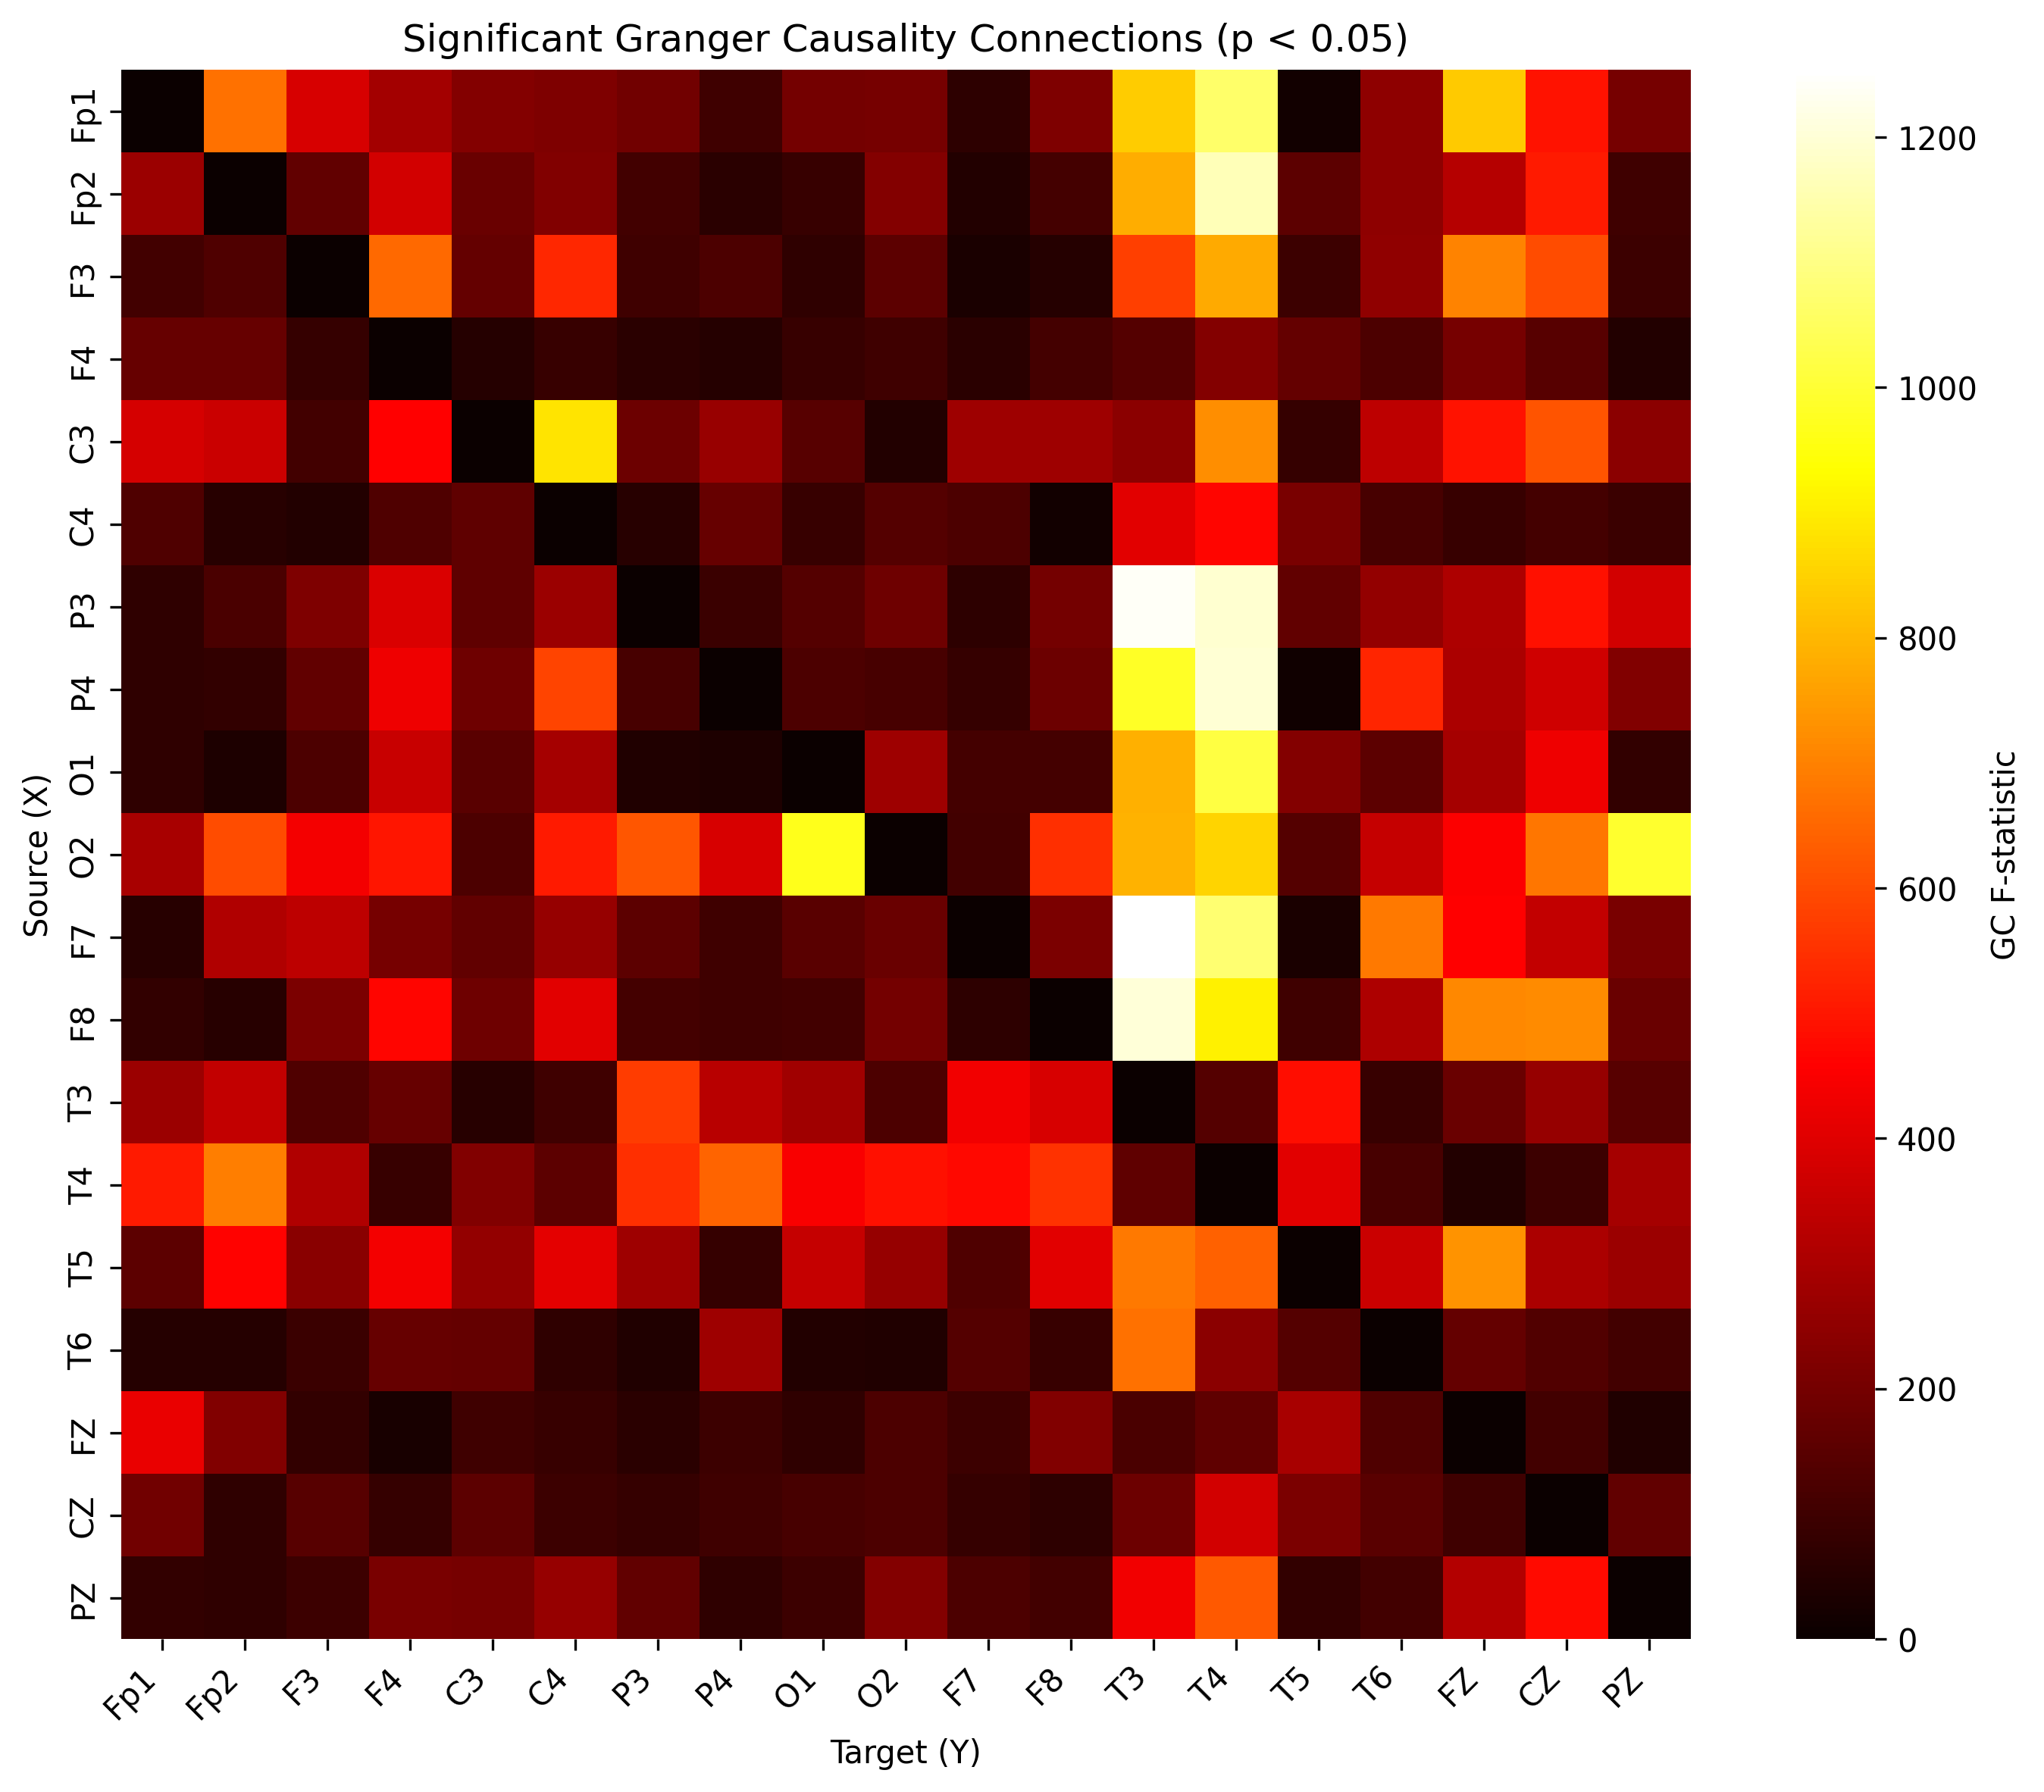 Significant Granger Causality Connections (p < 0.05)
Source (X)
Fp1
Fp2
F3
F4
C3
C4
P3
P4
O1
O2
F7
F8
T3
T4
T5
T6
FZ
CZ
PZ
Fp1 Fp2 F3 F4 C3 C4 P3 P4 O1 O2 F7 F8 T3 T4 T5 T6 FZ CZ PZ
Target (Y)
1200
1000
800
600
400
200
0
GC F-statistic